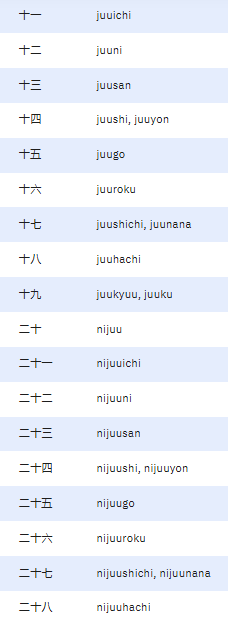 十一 juuichi
十二 juuni
十三 juusan
十四 juushi, juuyon
十五 juugo
十六 juuroku
十七 juushichi, juunana
十八 juuhachi
十九 juukyuu, juuku
二十 nijuu
二十一 nijuuichi
二十二 nijuuni
二十三 nijuusan
二十四 nijuushi, nijuuyon
二十五 nijuugo
二十六 nijuuroku
二十七 nijuushichi, nijuunana
二十八 nijuuhachi